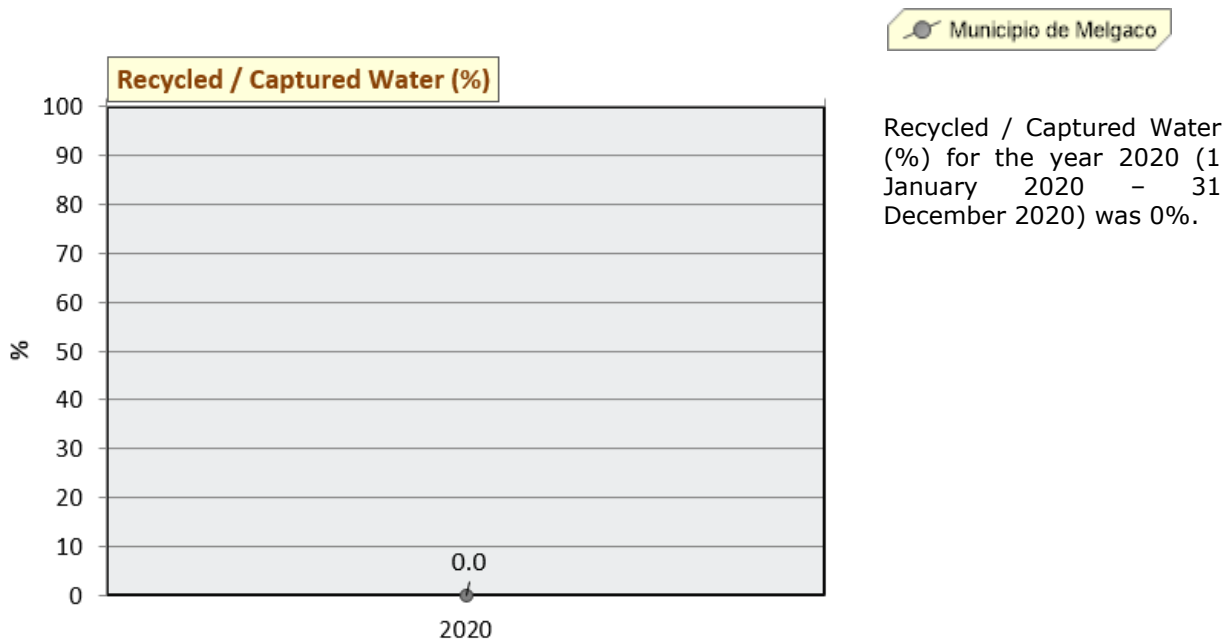 Municipio de Melgaco
Recycled / Captured Water (%)
100
90
80
70
60
50
40
30
20
10
0
%
0.0
2020
Recycled / Captured Water
(%) for the year 2020 (1
January 2020 – 31
December 2020) was 0%.